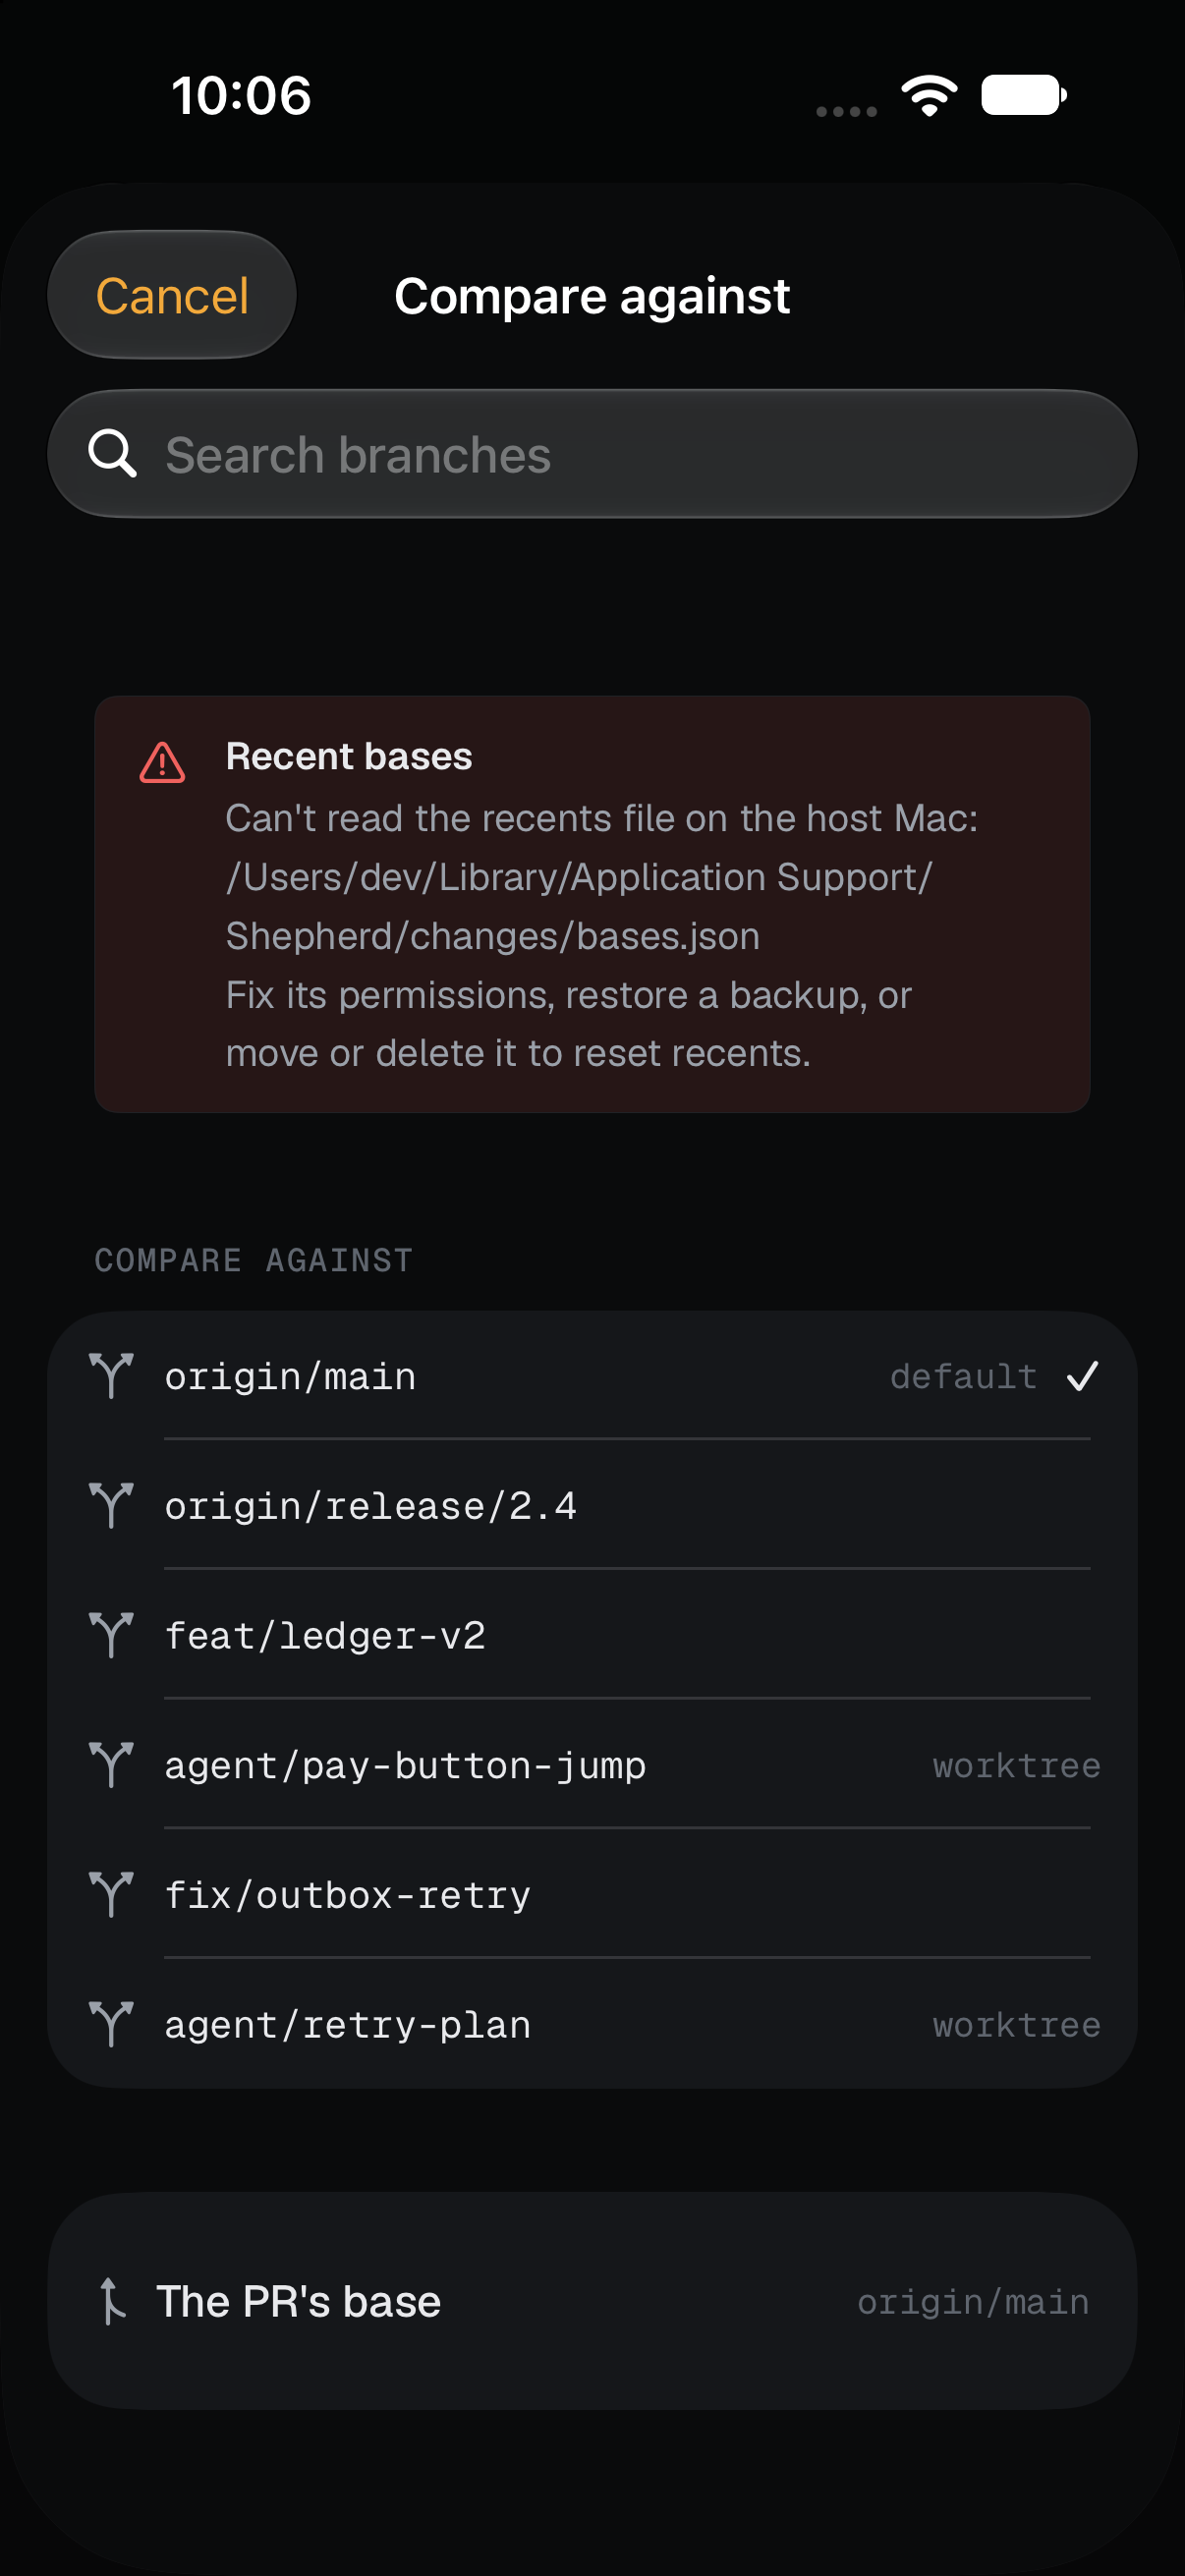 10:06
Cancel
Compare against
Search branches
Recent bases
Can't read the recents file on the host Mac:
/Users/dev/Library/Application Support/
Shepherd/changes/bases.json
Fix its permissions, restore a backup, or
move or delete it to reset recents.
COMPARE AGAINST
origin/main default
origin/release/2.4
feat/ledger-v2
agent/pay-button-jump worktree
fix/outbox-retry
agent/retry-plan worktree
The PR's base origin/main